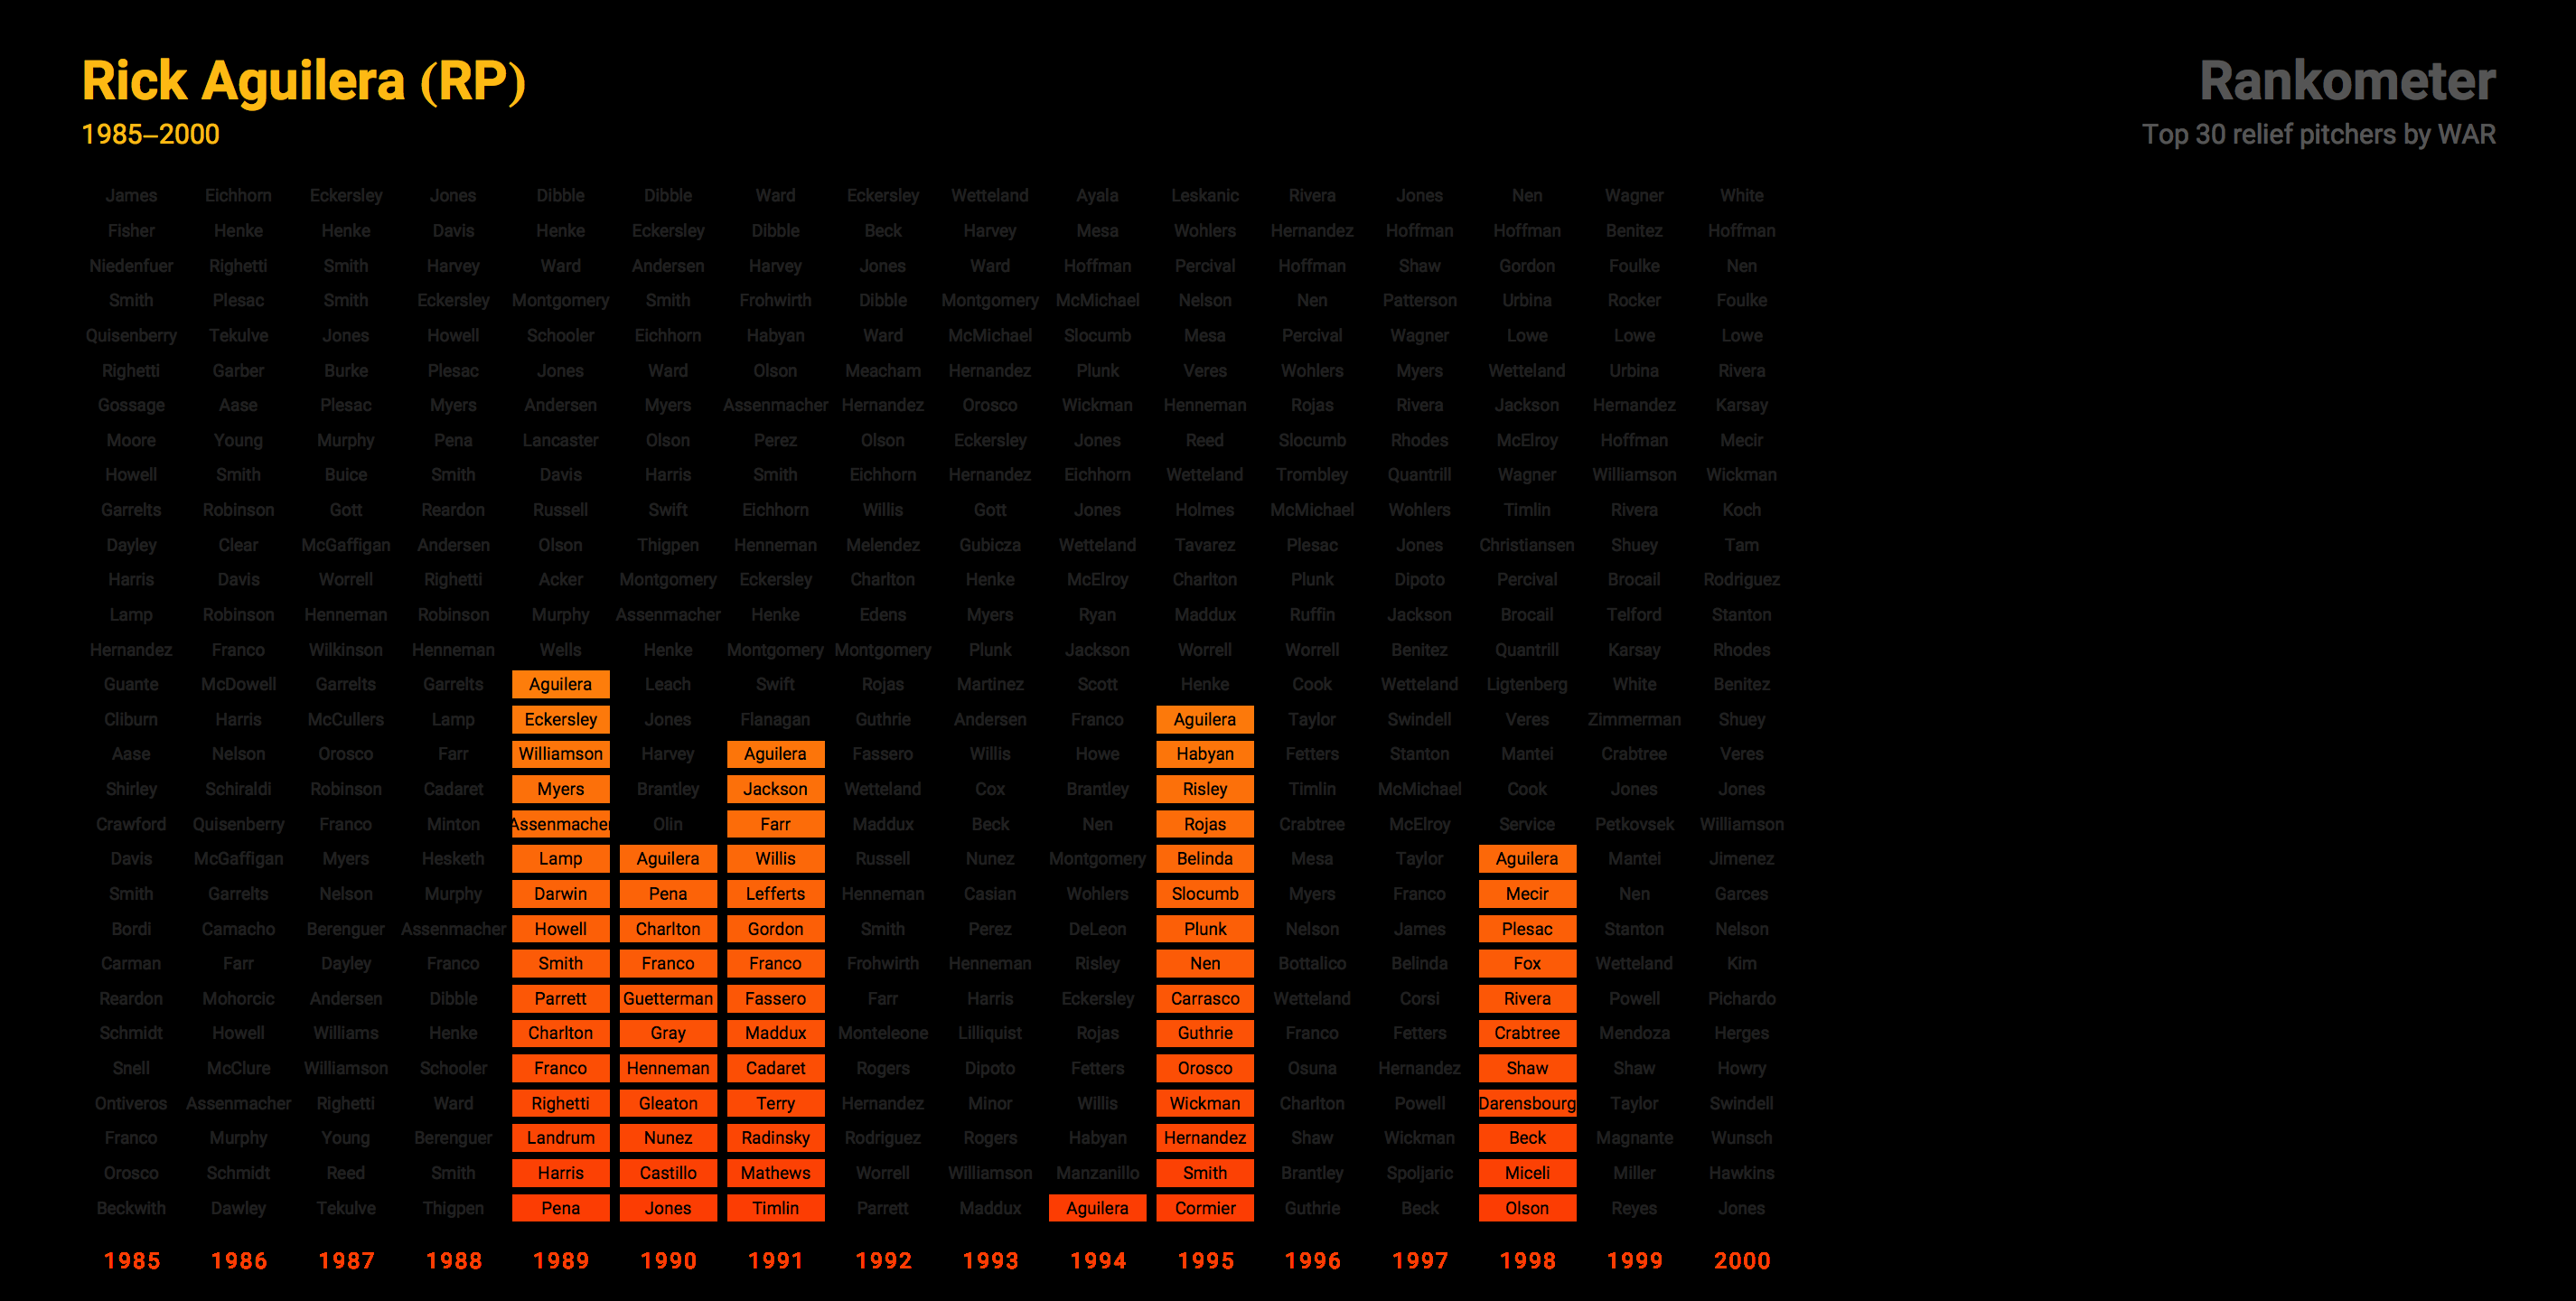 Rick Aguilera (RP)
Rankometer
1985–2000
Top 30 relief pitchers by WAR
James Eichhorn Eckersley Jones Dibble Dibble Ward Eckersley Wetteland Ayala Leskanic Rivera Jones Nen Wagner White
Fisher Henke Henke Davis Henke Eckersley Dibble Beck Harvey Mesa Wohlers Hernandez Hoffman Hoffman Benitez Hoffman
Niedenfuer Righetti Smith Harvey Ward Andersen Harvey Jones Ward Hoffman Percival Hoffman Shaw Gordon Foulke Nen
Smith Plesac Smith Eckersley Montgomery Smith Frohwirth Dibble Montgomery McMichael Nelson Nen Patterson Urbina Rocker Foulke
Quisenberry Tekulve Jones Howell Schooler Eichhorn Habyan Ward McMichael Slocumb Mesa Percival Wagner Lowe Lowe Lowe
Righetti Garber Burke Plesac Jones Ward Olson Meacham Hernandez Plunk Veres Wohlers Myers Wetteland Urbina Rivera
Gossage Aase Plesac Myers Andersen Myers Assenmacher Hernandez Orosco Wickman Henneman Rojas Rivera Jackson Hernandez Karsay
Moore Young Murphy Pena Lancaster Olson Perez Olson Eckersley Jones Reed Slocumb Rhodes McElroy Hoffman Mecir
Howell Smith Buice Smith Davis Harris Smith Eichhorn Hernandez Eichhorn Wetteland Trombley Quantrill Wagner Williamson Wickman
Garrelts Robinson Gott Reardon Russell Swift Eichhorn Willis Gott Jones Holmes McMichael Wohlers Timlin Rivera Koch
Dayley Clear McGaffigan Andersen Olson Thigpen Henneman Melendez Gubicza Wetteland Tavarez Plesac Jones Christiansen Shuey Tam
Harris Davis Worrell Righetti Acker Montgomery Eckersley Charlton Henke McElroy Charlton Plunk Dipoto Percival Brocail Rodriguez
Lamp Robinson Henneman Robinson Murphy Assenmacher Henke Edens Myers Ryan Maddux Ruffin Jackson Brocail Telford Stanton
Hernandez Franco Wilkinson Henneman Wells Henke Montgomery Montgomery Plunk Jackson Worrell Worrell Benitez Quantrill Karsay Rhodes
Guante McDowell Garrelts Garrelts Aguilera Leach Swift Rojas Martinez Scott Henke Cook Wetteland Ligtenberg White Benitez
Cliburn Harris McCullers Lamp Eckersley Jones Flanagan Guthrie Andersen Franco Aguilera Taylor Swindell Veres Zimmerman Shuey
Aase Nelson Orosco Farr Williamson Harvey Aguilera Fassero Willis Howe Habyan Fetters Stanton Mantei Crabtree Veres
Shirley Schiraldi Robinson Cadaret Myers Brantley Jackson Wetteland Cox Brantley Risley Timlin McMichael Cook Jones Jones
Crawford Quisenberry Franco Minton Assenmacher Olin Farr Maddux Beck Nen Rojas Crabtree McElroy Service Petkovsek Williamson
Davis McGaffigan Myers Hesketh Lamp Aguilera Willis Russell Nunez Montgomery Belinda Mesa Taylor Aguilera Mantei Jimenez
Smith Garrelts Nelson Murphy Darwin Pena Lefferts Henneman Casian Wohlers Slocumb Myers Franco Mecir Nen Garces
Bordi Camacho Berenguer Assenmacher Howell Charlton Gordon Smith Perez DeLeon Plunk Nelson James Plesac Stanton Nelson
Carman Farr Dayley Franco Smith Franco Franco Frohwirth Henneman Risley Nen Bottalico Belinda Fox Wetteland Kim
Reardon Mohorcic Andersen Dibble Parrett Guetterman Fassero Farr Harris Eckersley Carrasco Wetteland Corsi Rivera Powell Pichardo
Schmidt Howell Williams Henke Charlton Gray Maddux Monteleone Lilliquist Rojas Guthrie Franco Fetters Crabtree Mendoza Herges
Snell McClure Williamson Schooler Franco Henneman Cadaret Rogers Dipoto Fetters Orosco Osuna Hernandez Shaw Shaw Howry
Ontiveros Assenmacher Righetti Ward Righetti Gleaton Terry Hernandez Minor Willis Wickman Charlton Powell Darensbourg Taylor Swindell
Franco Murphy Young Berenguer Landrum Nunez Radinsky Rodriguez Rogers Habyan Hernandez Shaw Wickman Beck Magnante Wunsch
Orosco Schmidt Reed Smith Harris Castillo Mathews Worrell Williamson Manzanillo Smith Brantley Spoljaric Miceli Miller Hawkins
Beckwith Dawley Tekulve Thigpen Pena Jones Timlin Parrett Maddux Aguilera Cormier Guthrie Beck Olson Reyes Jones
1985 1986 1987 1988 1989 1990 1991 1992 1993 1994 1995 1996 1997 1998 1999 2000